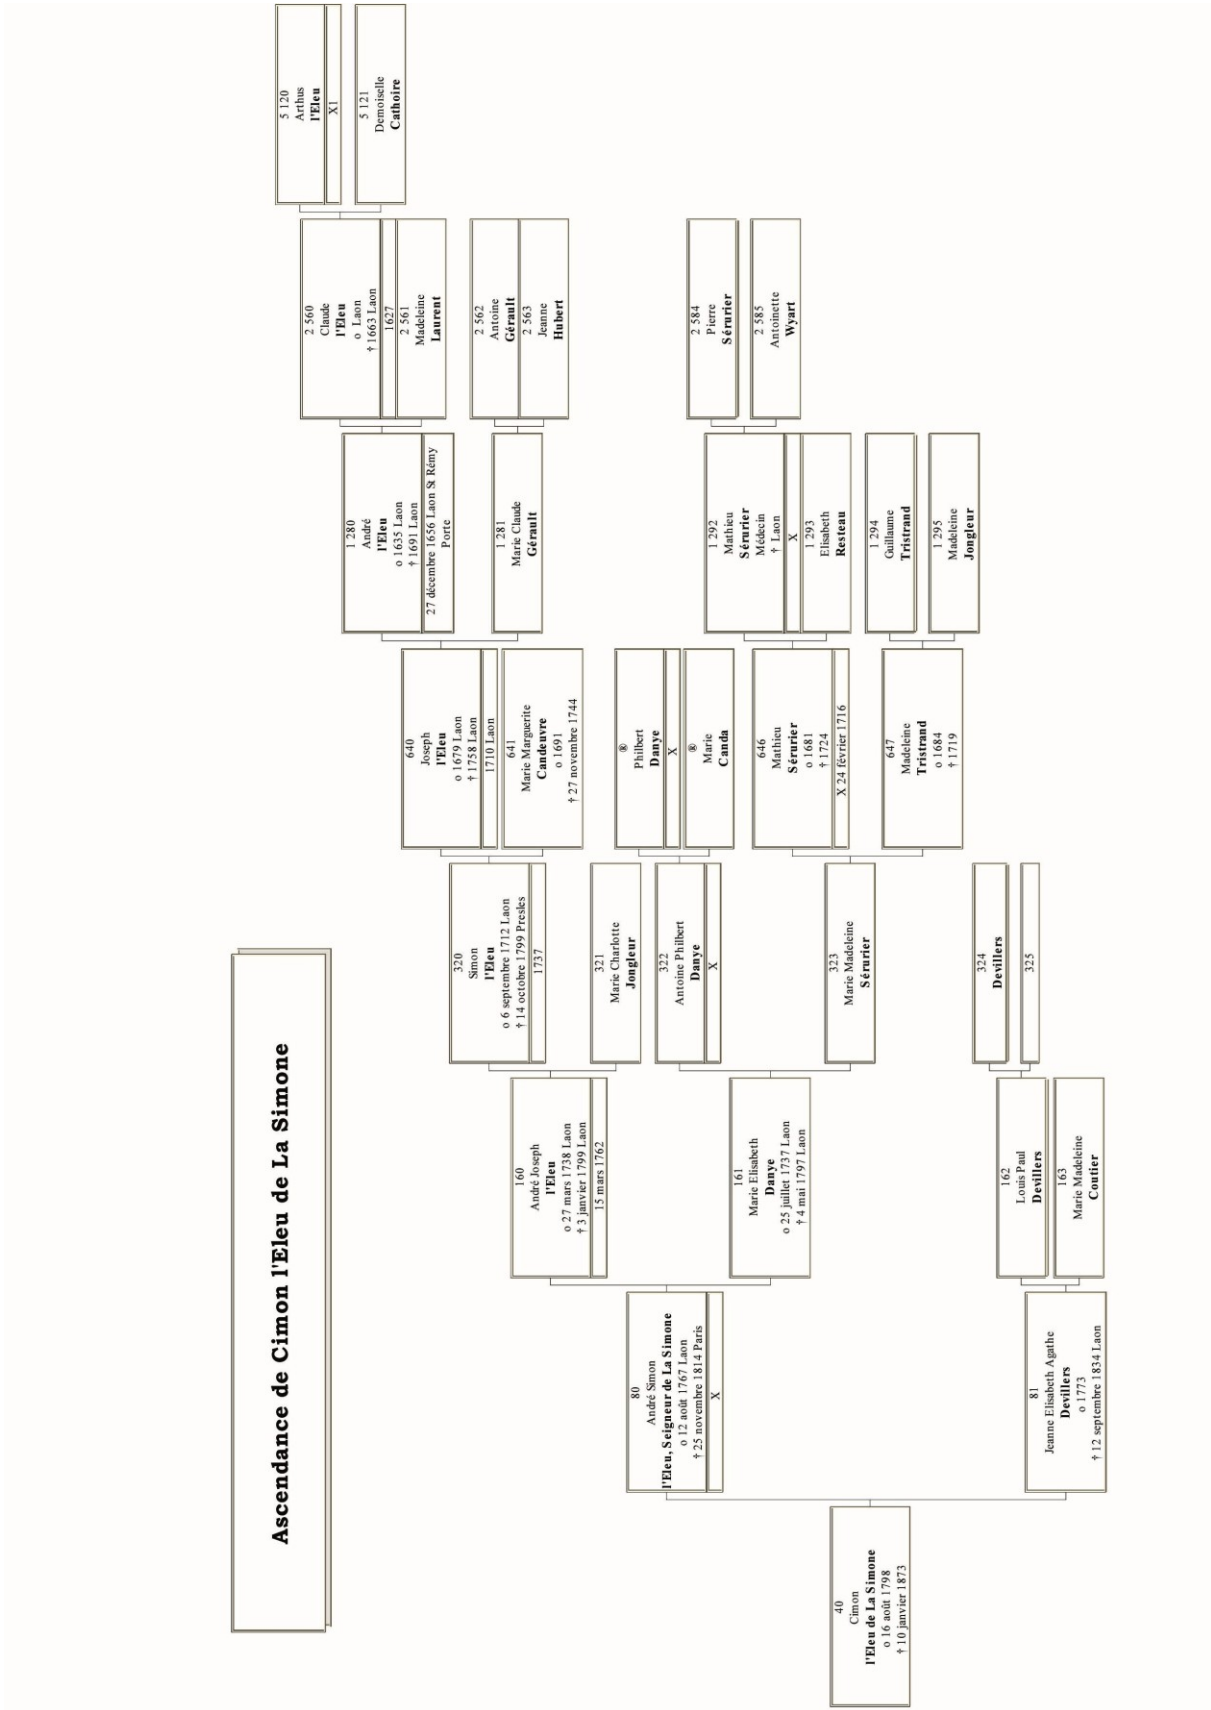 Ascendance de Cimon l'Eleu de La Simone
5 120
Arthus
l'Eleu
X1
5 121
Demoiselle
Cathoire
2 560
Claude
l'Eleu
o Laon
† 1663 Laon
1627
2 561
Madeleine
Laurent
2 562
Antoine
Gérault
2 563
Jeanne
Hubert
2 584
Pierre
Sérurier
2 585
Antoinette
Wyart
1 280
André
l'Eleu
o 1635 Laon
† 1691 Laon
27 décembre 1656 Laon St Rémy
Porte
1 281
Marie Claude
Gérault
1 292
Mathieu
Sérurier
Médecin
† Laon
X
1 293
Elisabeth
Resteau
1 294
Guillaume
Tristrand
1 295
Madeleine
Jongleur
640
Joseph
l'Eleu
o 1679 Laon
† 1758 Laon
1710 Laon
641
Marie Marguerite
Candeuvre
o 1691
† 27 novembre 1744
®
Philbert
Danye
X
®
Marie
Canda
646
Mathieu
Sérurier
o 1681
† 1724
X 24 février 1716
647
Madeleine
Tristrand
o 1684
† 1719
320
Simon
l'Eleu
o 6 septembre 1712 Laon
† 14 octobre 1799 Presles
1737
321
Marie Charlotte
Jongleur
322
Antoine Philbert
Danye
X
323
Marie Madeleine
Sérurier
324
Devillers
325
160
André Joseph
l'Eleu
o 27 mars 1738 Laon
† 3 janvier 1799 Laon
15 mars 1762
161
Marie Elisabeth
Danye
o 25 juillet 1737 Laon
† 4 mai 1797 Laon
162
Louis Paul
Devillers
163
Marie Madeleine
Coutier
80
André Simon
l'Eleu, Seigneur de La Simone
o 12 août 1767 Laon
† 25 novembre 1814 Paris
X
81
Jeanne Elisabeth Agathe
Devillers
o 1773
† 12 septembre 1834 Laon
40
Cimon
l'Eleu de La Simone
o 16 août 1798
† 10 janvier 1873